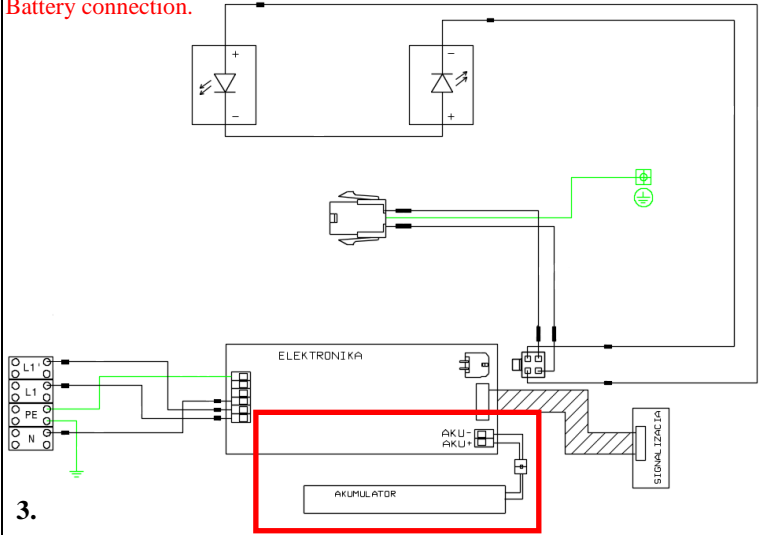 Battery connection.
+
-
-
+
ELEKTRONIKA
L1'
L1
PE
N
AKU-
AKU+
AKUMULATOR
SIGNALIZACIA
3.